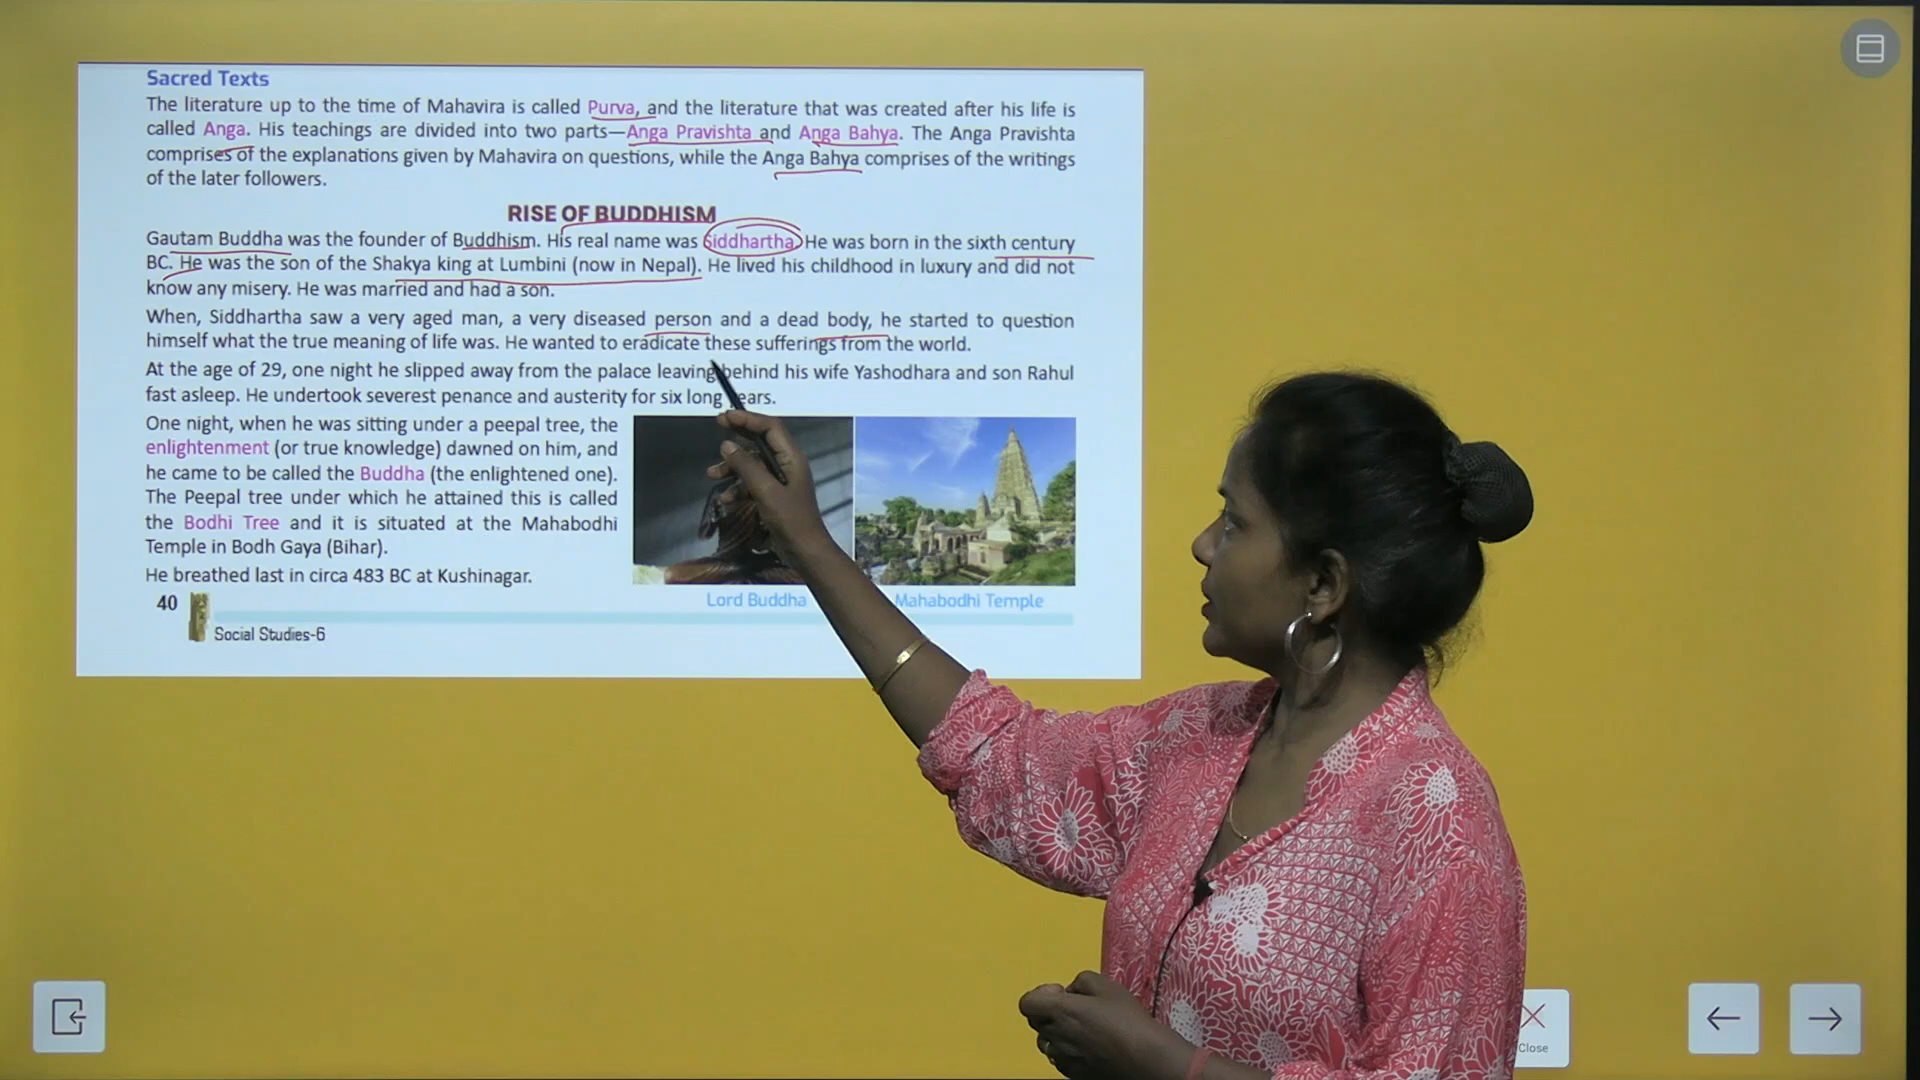 Sacred Texts
The literature up to the time of Mahavira is called Purva, and the literature that was created after his life is
called Anga. His teachings are divided into two parts—Anga Pravishta and Anga Bahya. The Anga Pravishta
comprises of the explanations given by Mahavira on questions, while the Anga Bahya comprises of the writings
of the later followers.
RISE OF BUDDHISM
Gautam Buddha was the founder of Buddhism. His real name was Siddhartha. He was born in the sixth century
BC. He was the son of the Shakya king at Lumbini (now in Nepal). He lived his childhood in luxury and did not
know any misery. He was married and had a son.
When, Siddhartha saw a very aged man, a very diseased person and a dead body, he started to question
himself what the true meaning of life was. He wanted to eradicate these sufferings from the world.
At the age of 29, one night he slipped away from the palace leaving behind his wife Yashodhara and son Rahul
fast asleep. He undertook severest penance and austerity for six long years.
One night, when he was sitting under a peepal tree, the
enlightenment (or true knowledge) dawned on him, and
he came to be called the Buddha (the enlightened one).
The Peepal tree under which he attained this is called
the Bodhi Tree and it is situated at the Mahabodhi
Temple in Bodh Gaya (Bihar).
He breathed last in circa 483 BC at Kushinagar.
Lord Buddha
Mahabodhi Temple
40
Social Studies-6
Close